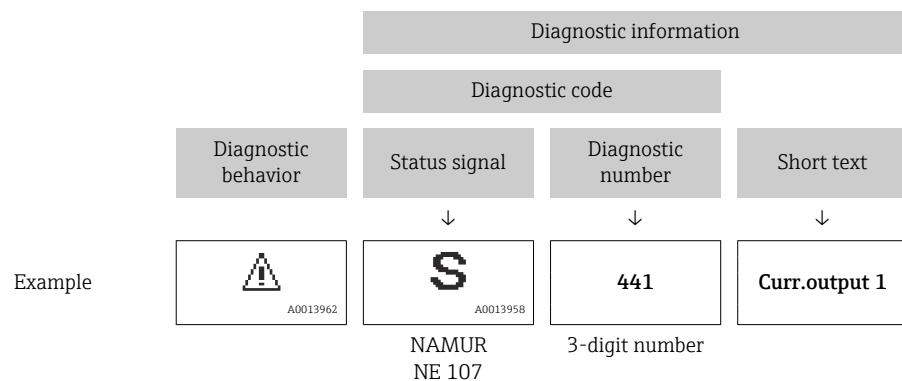 Diagnostic information
Diagnostic code
Diagnostic
behavior
Status signal
Diagnostic
number
Short text
↓ ↓ ↓
Example
A0013962
S
A0013958
441
Curr.output 1
NAMUR
NE 107
3-digit number